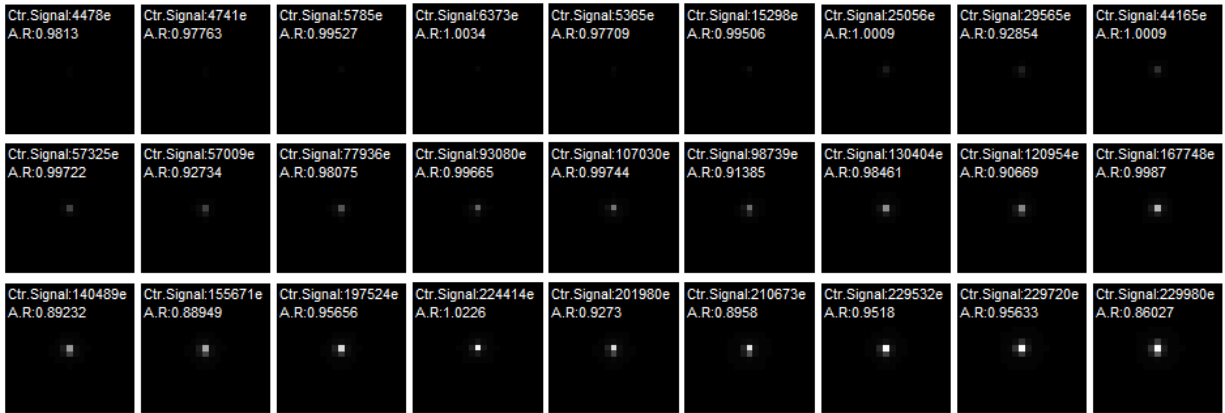 Ctr.Signal:4478e
A.R:0.9813
Ctr.Signal:4741e
A.R:0.97763
Ctr.Signal:5785e
A.R:0.99527
Ctr.Signal:6373e
A.R:1.0034
Ctr.Signal:5365e
A.R:0.97709
Ctr.Signal:15298e
A.R:0.99506
Ctr.Signal:25056e
A.R:1.0009
Ctr.Signal:29565e
A.R:0.92854
Ctr.Signal:44165e
A.R:1.0009
Ctr.Signal:57325e
A.R:0.99722
Ctr.Signal:57009e
A.R:0.92734
Ctr.Signal:77936e
A.R:0.98075
Ctr.Signal:93080e
A.R:0.99665
Ctr.Signal:107030e
A.R:0.99744
Ctr.Signal:98739e
A.R:0.91385
Ctr.Signal:130404e
A.R:0.98461
Ctr.Signal:120954e
A.R:0.90669
Ctr.Signal:167748e
A.R:0.9987
Ctr.Signal:140489e
A.R:0.89232
Ctr.Signal:155671e
A.R:0.88949
Ctr.Signal:197524e
A.R:0.95656
Ctr.Signal:224414e
A.R:1.0226
Ctr.Signal:201980e
A.R:0.9273
Ctr.Signal:210673e
A.R:0.8958
Ctr.Signal:229532e
A.R:0.9518
Ctr.Signal:229720e
A.R:0.95633
Ctr.Signal:229980e
A.R:0.86027